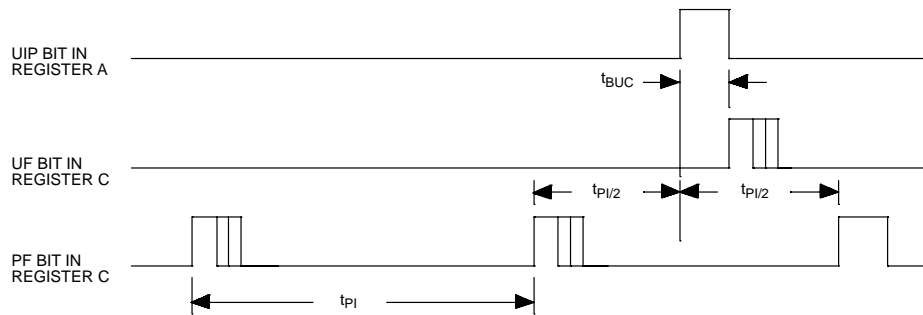 UIP BIT IN
REGISTER A
tBUC
UF BIT IN
REGISTER C
tPI/2
tPI/2
PF BIT IN
REGISTER C
tPI